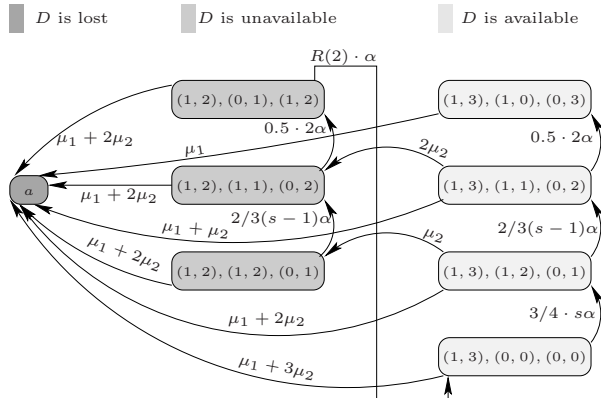 D is lost D is unavailable D is available
R(2) · α
(1, 2), (0, 1), (1, 2) (1, 3), (1, 0), (0, 3)
μ₁ + 2μ₂ μ₁ 0.5 · 2α 2μ₂ 0.5 · 2α
a μ₁ + 2μ₂ (1, 2), (1, 1), (0, 2) (1, 3), (1, 1), (0, 2)
μ₁ + μ₂ 2/3(s − 1)α 2/3(s − 1)α
μ₁ + 2μ₂ μ₂
(1, 2), (1, 2), (0, 1) (1, 3), (1, 2), (0, 1)
μ₁ + 2μ₂ 3/4 · sα
μ₁ + 3μ₂ (1, 3), (0, 0), (0, 0)